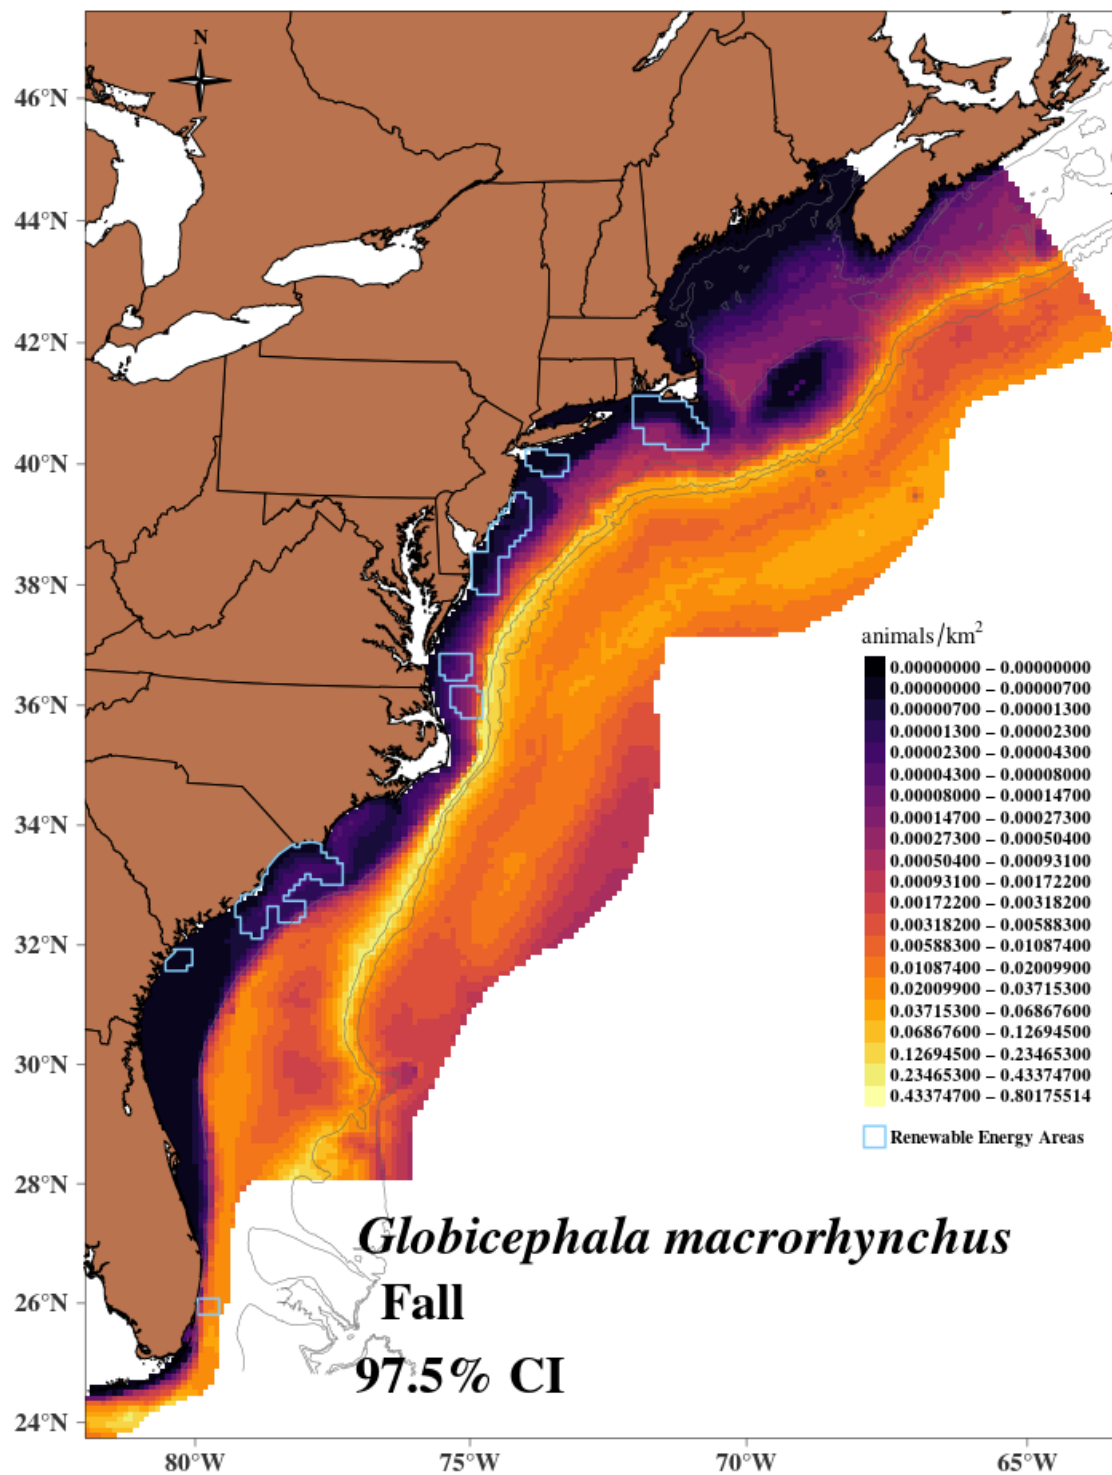 N
46°N
44°N
42°N
40°N
38°N
36°N
34°N
32°N
30°N
28°N
26°N
24°N
80°W
75°W
70°W
65°W
animals/km²
0.00000000 – 0.00000000
0.00000000 – 0.00000700
0.00000700 – 0.00001300
0.00001300 – 0.00002300
0.00002300 – 0.00004300
0.00004300 – 0.00008000
0.00008000 – 0.00014700
0.00014700 – 0.00027300
0.00027300 – 0.00050400
0.00050400 – 0.00093100
0.00093100 – 0.00172200
0.00172200 – 0.00318200
0.00318200 – 0.00588300
0.00588300 – 0.01087400
0.01087400 – 0.02009900
0.02009900 – 0.03715300
0.03715300 – 0.06867600
0.06867600 – 0.12694500
0.12694500 – 0.23465300
0.23465300 – 0.43374700
0.43374700 – 0.80175514
Renewable Energy Areas
Globicephala macrorhynchus
Fall
97.5% CI